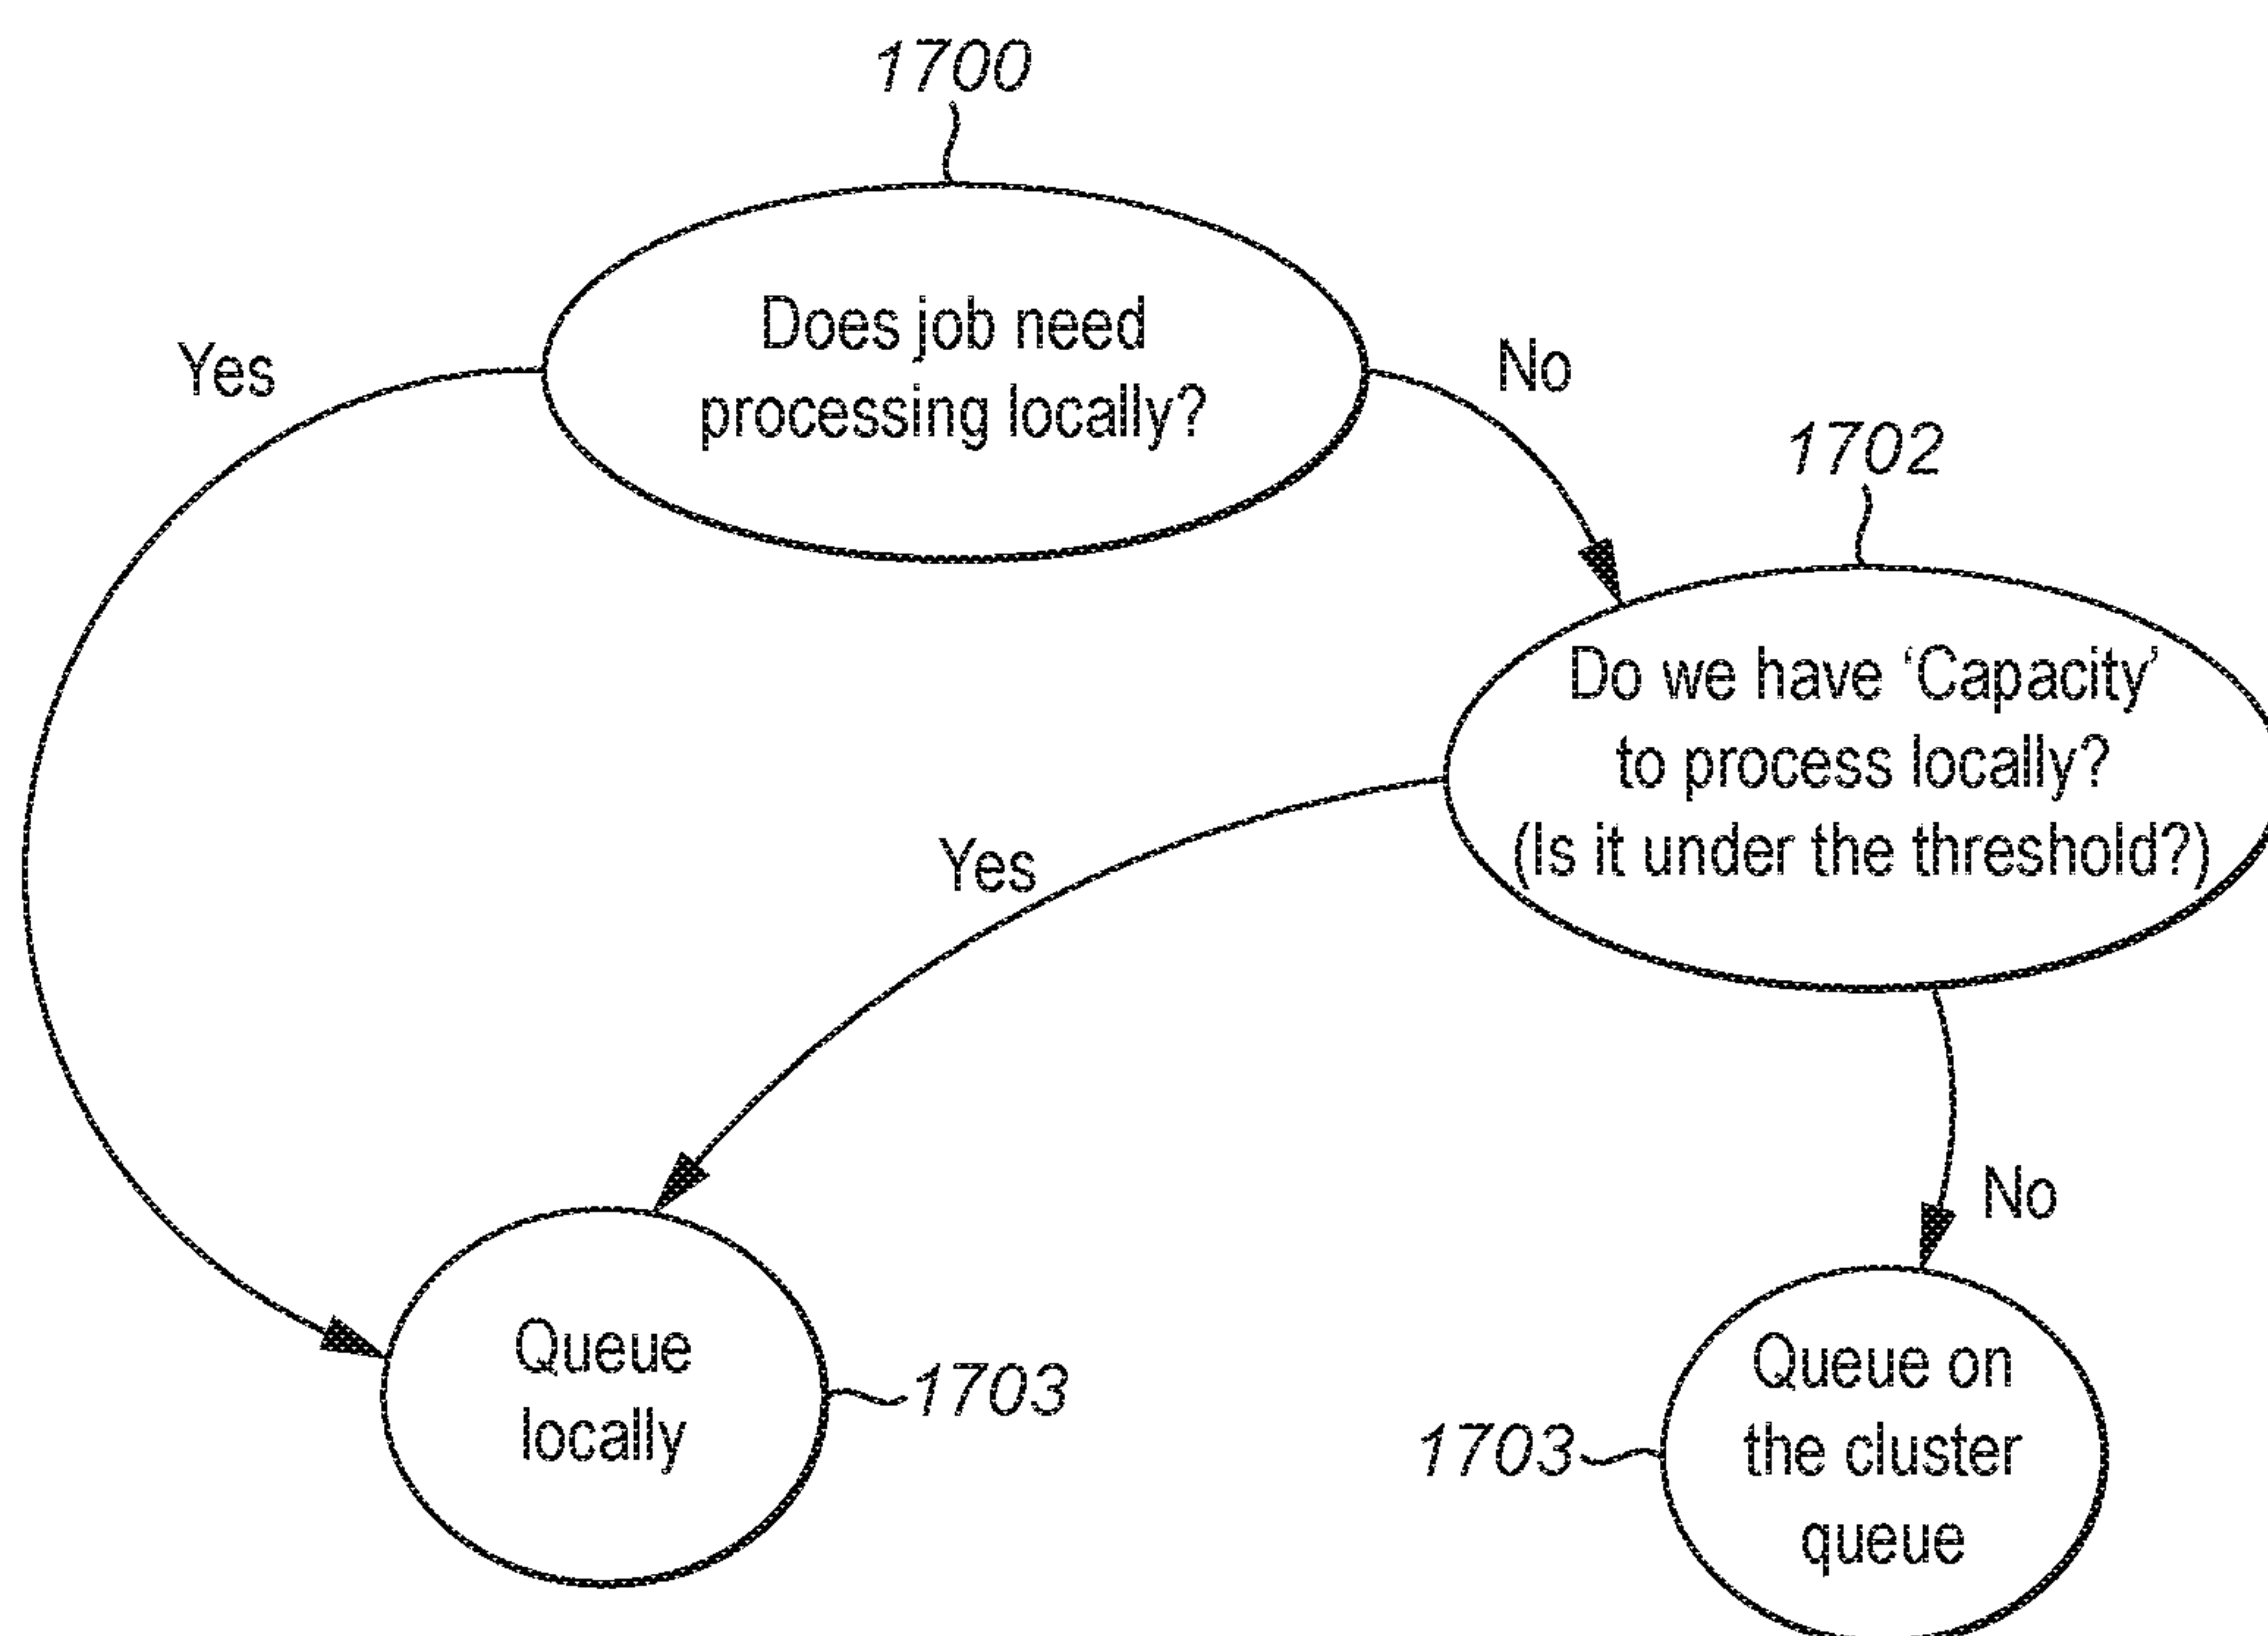 1700
Does job need
processing locally?
Yes
No
1702
Do we have ‘Capacity’
to process locally?
(Is it under the threshold?)
Yes
No
Queue
locally
1703
1703
Queue on
the cluster
queue